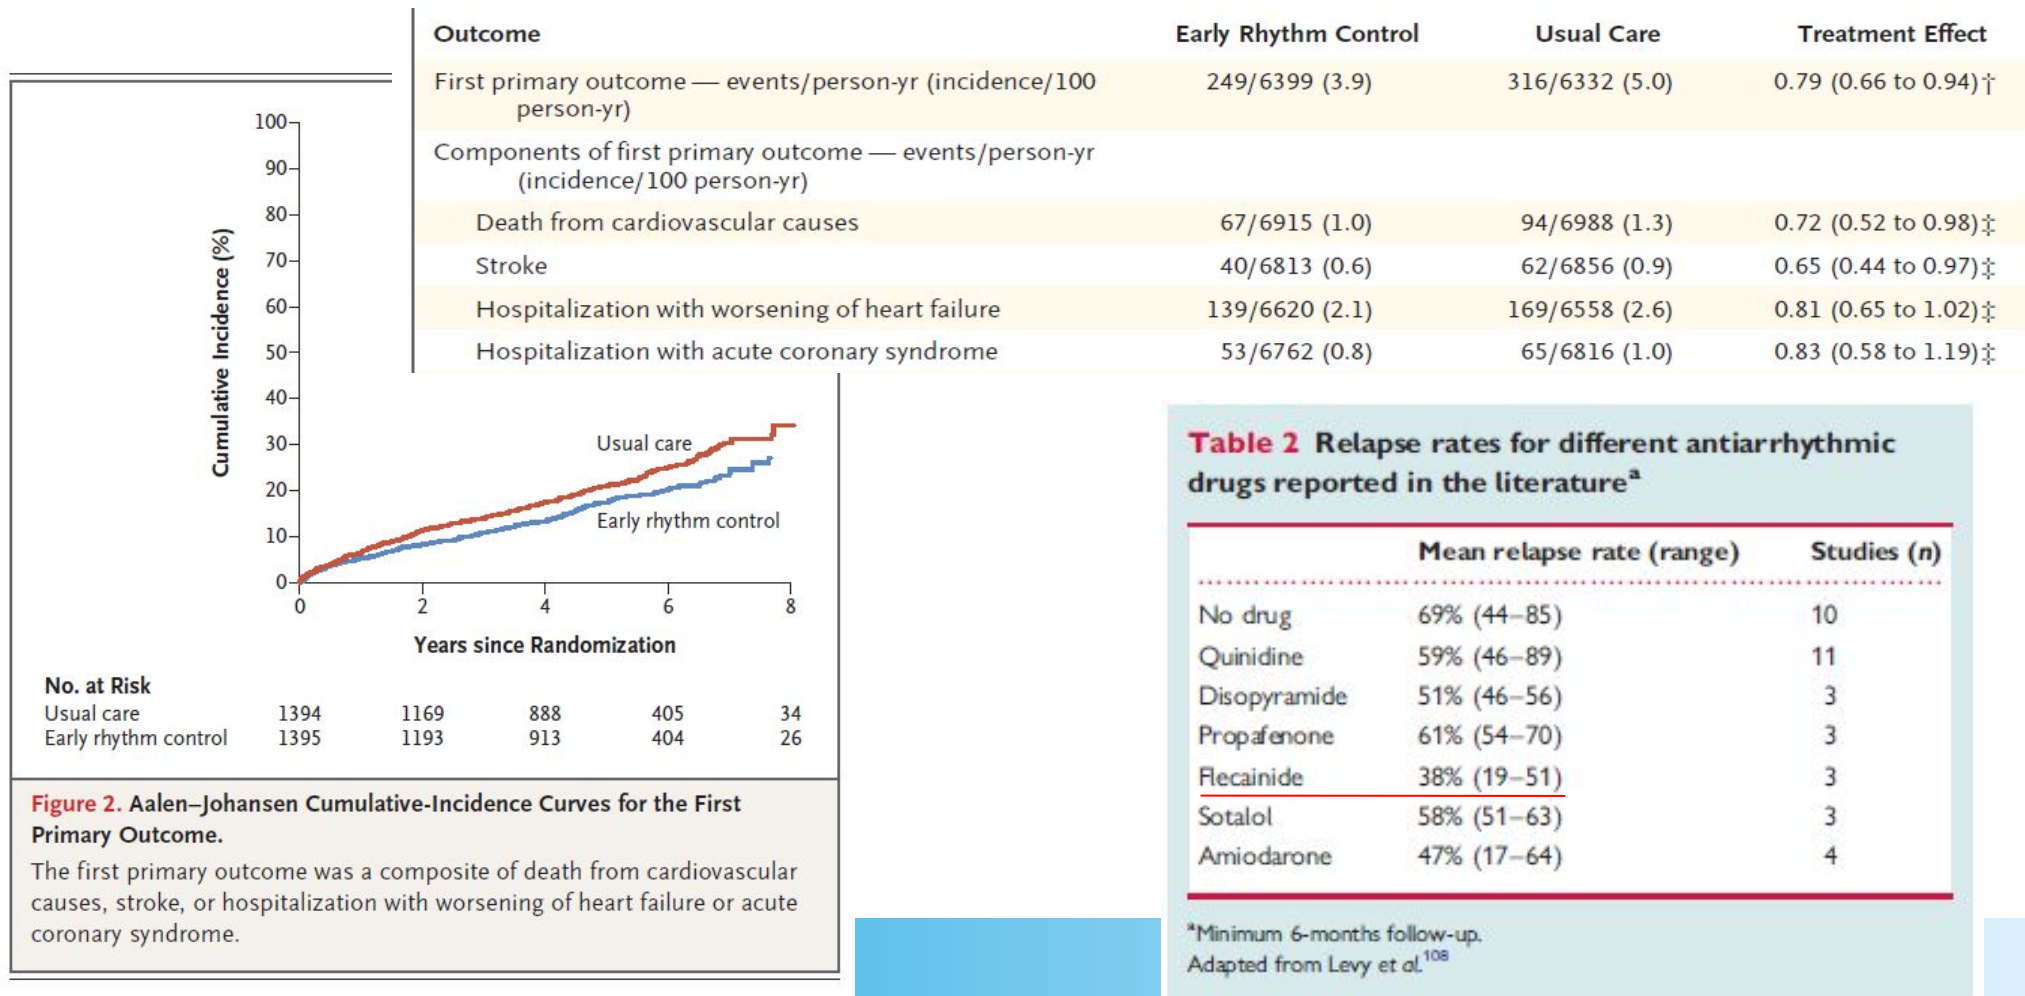 Outcome Early Rhythm Control Usual Care Treatment Effect
First primary outcome — events/person-yr (incidence/100 249/6399 (3.9) 316/6332 (5.0) 0.79 (0.66 to 0.94)†
person-yr)
Components of first primary outcome — events/person-yr
(incidence/100 person-yr)
Death from cardiovascular causes 67/6915 (1.0) 94/6988 (1.3) 0.72 (0.52 to 0.98)‡
Stroke 40/6813 (0.6) 62/6856 (0.9) 0.65 (0.44 to 0.97)‡
Hospitalization with worsening of heart failure 139/6620 (2.1) 169/6558 (2.6) 0.81 (0.65 to 1.02)‡
Hospitalization with acute coronary syndrome 53/6762 (0.8) 65/6816 (1.0) 0.83 (0.58 to 1.19)‡
Cumulative Incidence (%)
100
90
80
70
60
50
40
30
20
10
0
Usual care
Early rhythm control
0 2 4 6 8
Years since Randomization
No. at Risk
Usual care 1394 1169 888 405 34
Early rhythm control 1395 1193 913 404 26
Figure 2. Aalen–Johansen Cumulative-Incidence Curves for the First
Primary Outcome.
The first primary outcome was a composite of death from cardiovascular
causes, stroke, or hospitalization with worsening of heart failure or acute
coronary syndrome.
Table 2 Relapse rates for different antiarrhythmic
drugs reported in the literatureᵃ
Mean relapse rate (range) Studies (n)
No drug 69% (44–85) 10
Quinidine 59% (46–89) 11
Disopyramide 51% (46–56) 3
Propafenone 61% (54–70) 3
Flecainide 38% (19–51) 3
Sotalol 58% (51–63) 3
Amiodarone 47% (17–64) 4
ᵃMinimum 6-months follow-up.
Adapted from Levy et al.¹⁰⁸